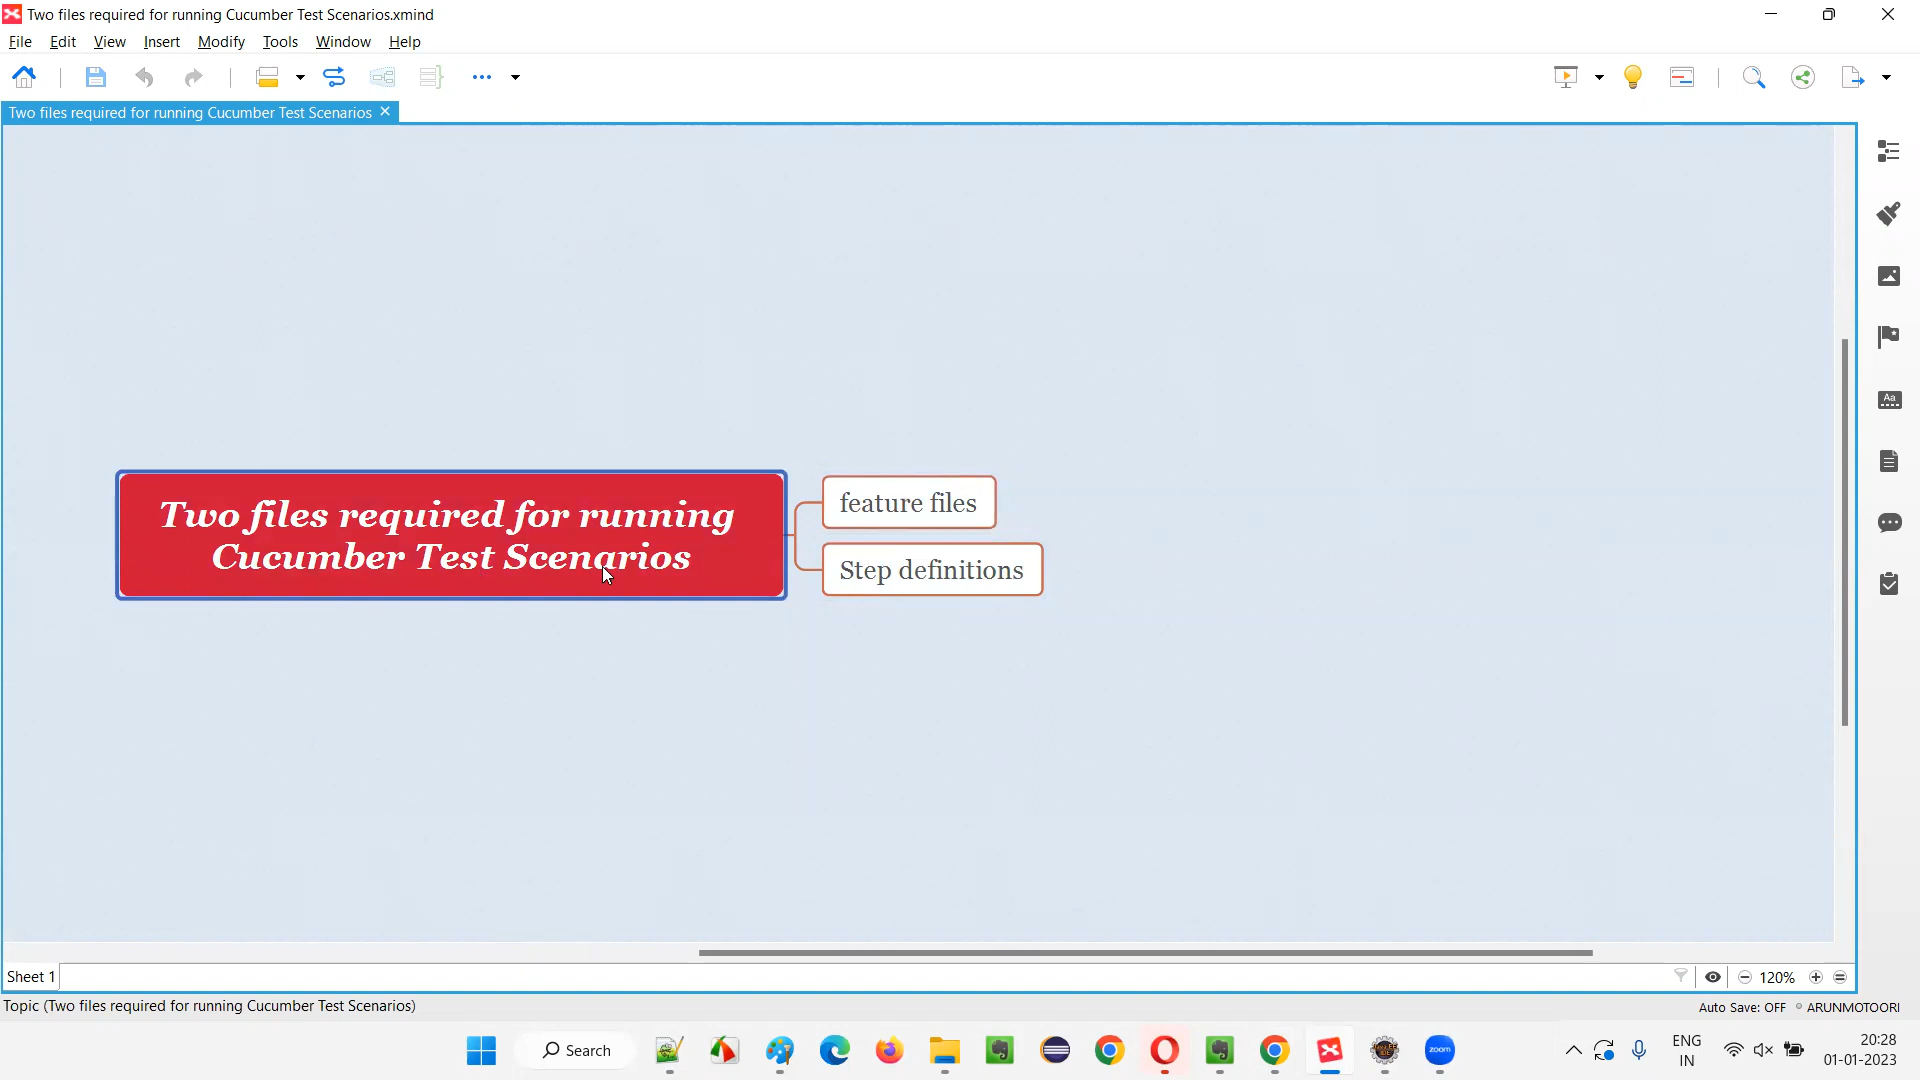 Two files required for running Cucumber Test Scenarios.xmind
File Edit View Insert Modify Tools Window Help
Two files required for running Cucumber Test Scenarios
Two files required for running
Cucumber Test Scenarios
feature files
Step definitions
Aa
Sheet 1
120%
Topic (Two files required for running Cucumber Test Scenarios)
Auto Save: OFF
ARUNMOTOORI
Search
zoom
ENG
IN
20:28
01-01-2023